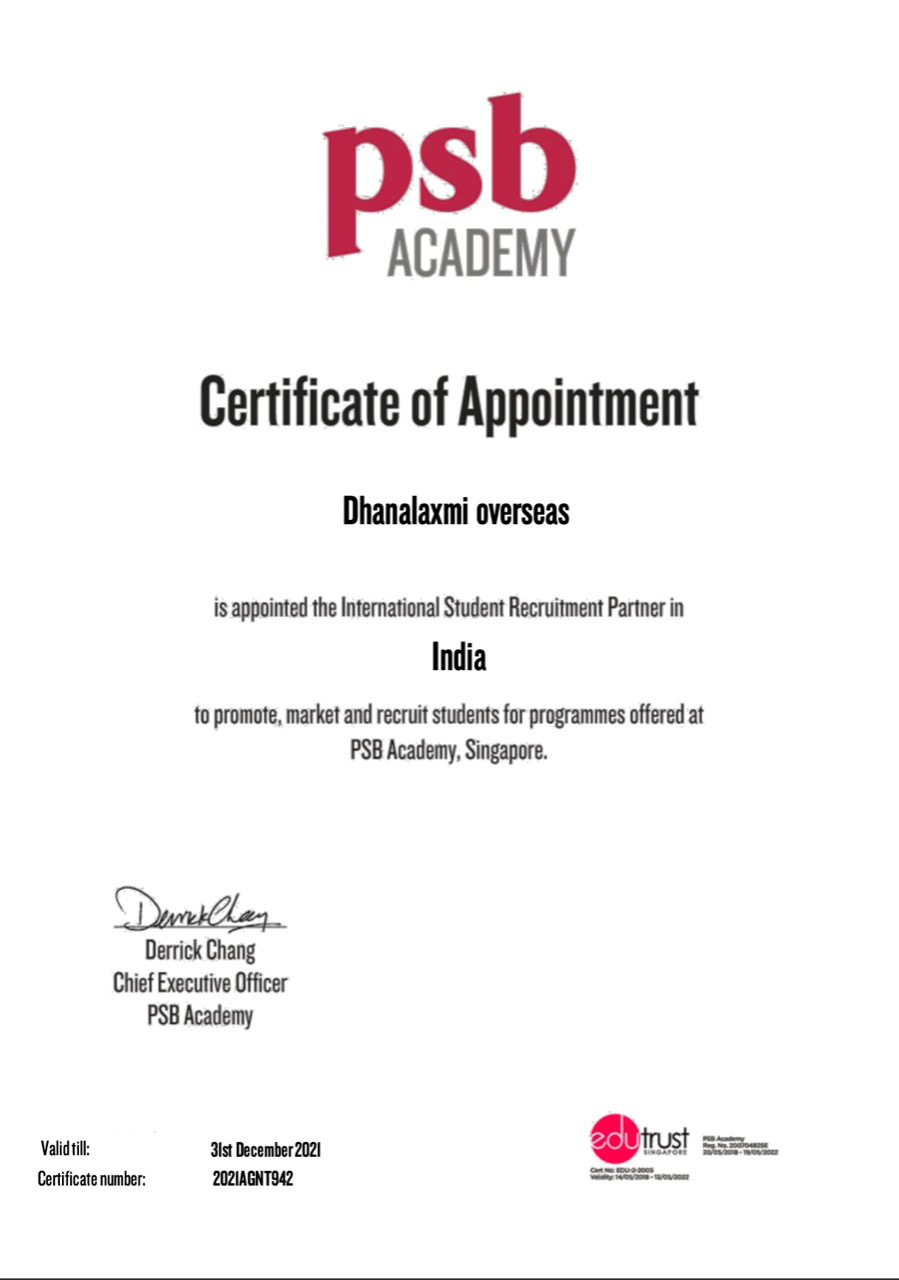 psb
ACADEMY
Certificate of Appointment
Dhanalaxmi overseas
is appointed the International Student Recruitment Partner in
India
to promote, market and recruit students for programmes offered at
PSB Academy, Singapore.
Derrick Chang
Derrick Chang
Chief Executive Officer
PSB Academy
Valid till: 31st December 2021
Certificate number: 2021AGNT942
edutrust
SINGAPORE
Cert No: EDU-2-2005
Validity: 14/05/2018 - 13/05/2022
PSB Academy
Reg. No. 200704825E
20/05/2018 - 19/05/2022